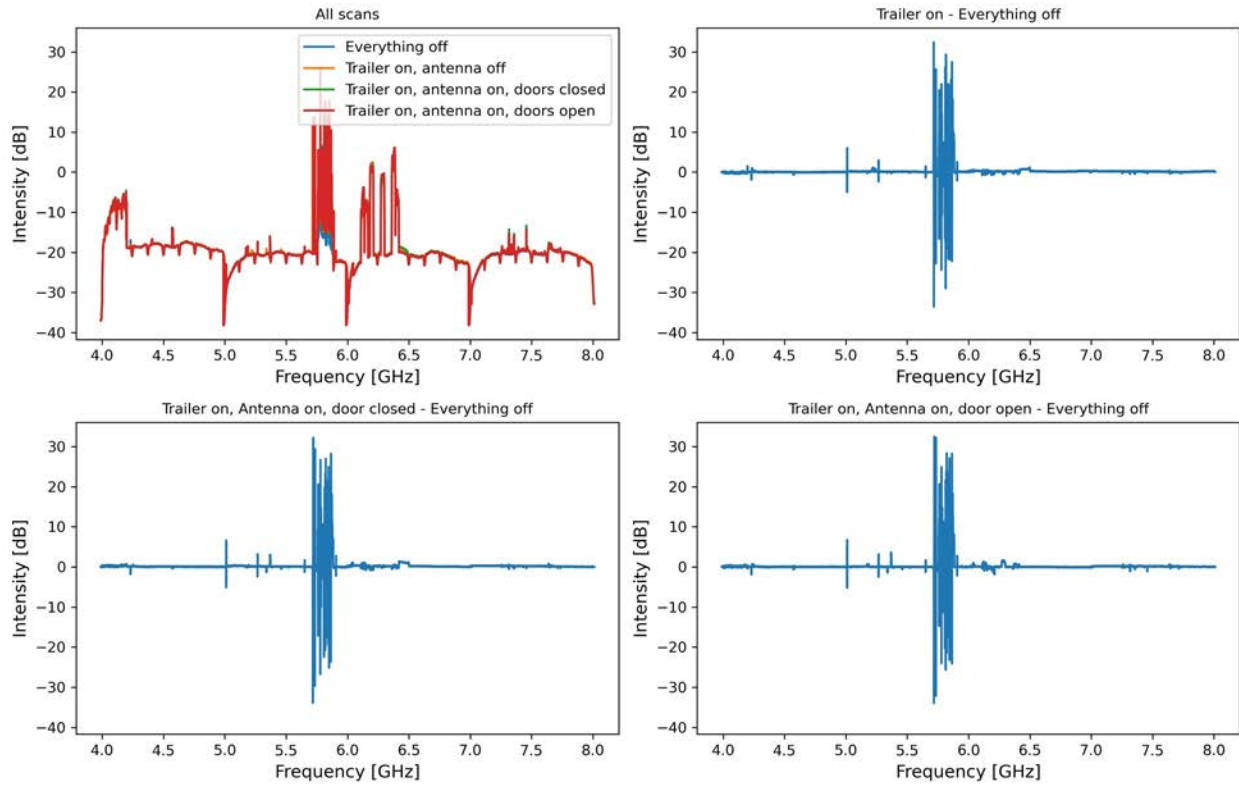 All scans
Everything off
Trailer on, antenna off
Trailer on, antenna on, doors closed
Trailer on, antenna on, doors open
Intensity [dB]
30
20
10
0
−10
−20
−30
−40
4.0 4.5 5.0 5.5 6.0 6.5 7.0 7.5 8.0
Frequency [GHz]
Trailer on - Everything off
Intensity [dB]
30
20
10
0
−10
−20
−30
−40
4.0 4.5 5.0 5.5 6.0 6.5 7.0 7.5 8.0
Frequency [GHz]
Trailer on, Antenna on, door closed - Everything off
Intensity [dB]
30
20
10
0
−10
−20
−30
−40
4.0 4.5 5.0 5.5 6.0 6.5 7.0 7.5 8.0
Frequency [GHz]
Trailer on, Antenna on, door open - Everything off
Intensity [dB]
30
20
10
0
−10
−20
−30
−40
4.0 4.5 5.0 5.5 6.0 6.5 7.0 7.5 8.0
Frequency [GHz]